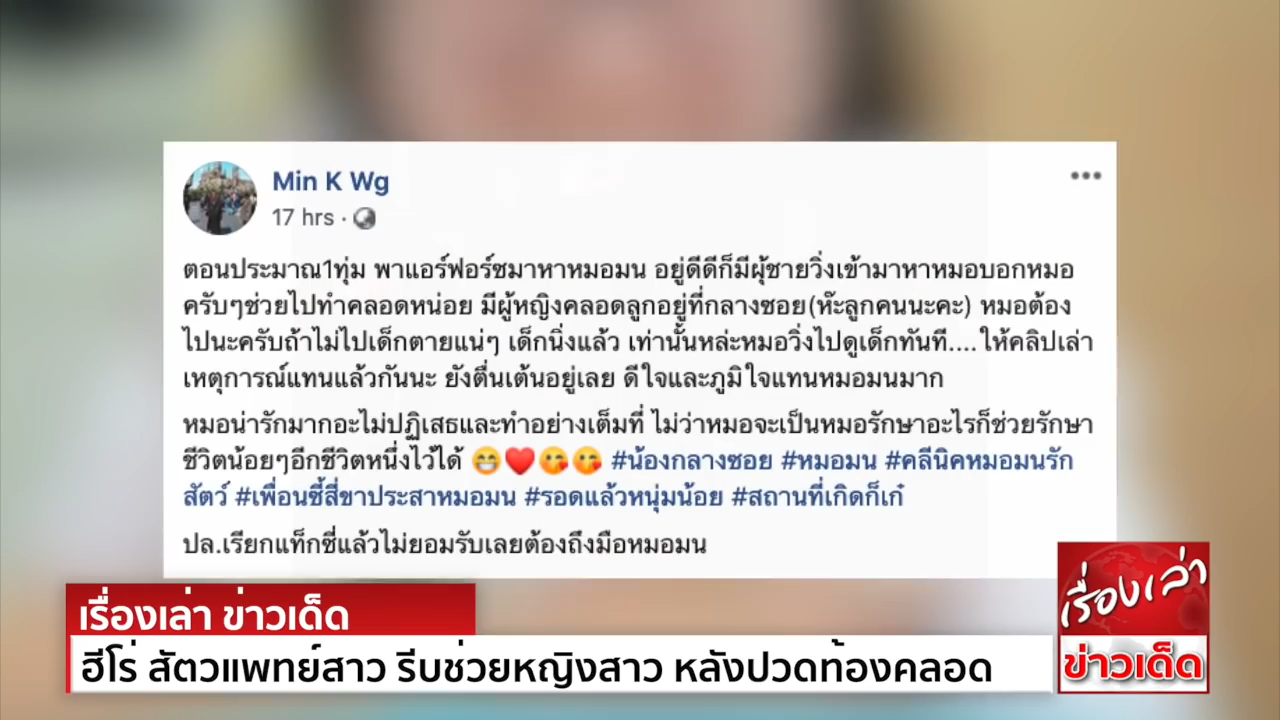 Min K Wg
17 hrs ·
ตอนประมาณ1ทุ่ม พาแอร์ฟอร์ซมาหาหมอมน อยู่ดีดีก็มีผุ้ชายวิ่งเข้ามาหาหมอบอกหมอ
ครับๆช่วยไปทำคลอดหน่อย มีผู้หญิงคลอดลูกอยู่ที่กลางซอย(ห๊ะลูกคนนะคะ) หมอต้อง
ไปนะครับถ้าไม่ไปเด็กตายแน่ๆ เด็กนิ่งแล้ว เท่านั้นหล่ะหมอวิ่งไปดูเด็กทันที....ให้คลิปเล่า
เหตุการณ์แทนแล้วกันนะ ยังตื่นเต้นอยู่เลย ดีใจและภูมิใจแทนหมอมนมาก
หมอน่ารักมากอะไม่ปฏิเสธและทำอย่างเต็มที่ ไม่ว่าหมอจะเป็นหมอรักษาอะไรก็ช่วยรักษา
ชีวิตน้อยๆอีกชีวิตหนึ่งไว้ได้ 😁❤️😘😘 #น้องกลางซอย #หมอมน #คลีนิคหมอมนรัก
สัตว์ #เพื่อนซี้สี่ขาประสาหมอมน #รอดแล้วหนุ่มน้อย #สถานที่เกิดก็เก๋
ปล.เรียกแท็กซี่แล้วไม่ยอมรับเลยต้องถึงมือหมอมน
เรื่องเล่า ข่าวเด็ด
ฮีโร่ สัตวแพทย์สาว รีบช่วยหญิงสาว หลังปวดท้องคลอด
เรื่องเล่า
ข่าวเด็ด